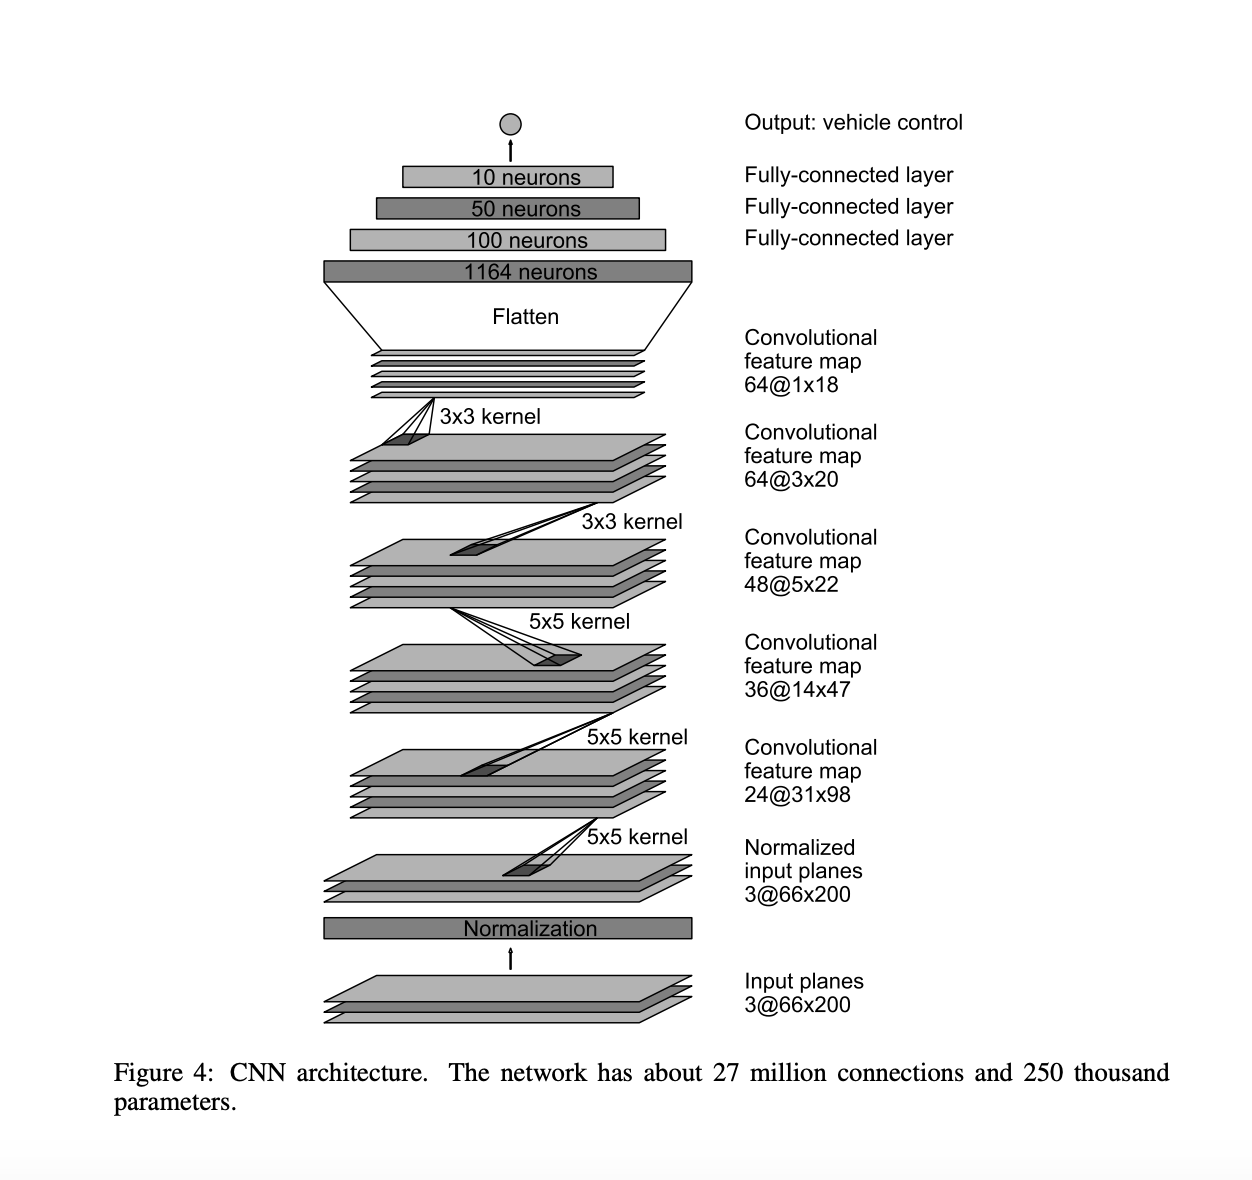 Output: vehicle control
10 neurons
Fully-connected layer
50 neurons
Fully-connected layer
100 neurons
Fully-connected layer
1164 neurons
Flatten
Convolutional
feature map
64@1x18
3x3 kernel
Convolutional
feature map
64@3x20
3x3 kernel
Convolutional
feature map
48@5x22
5x5 kernel
Convolutional
feature map
36@14x47
5x5 kernel
Convolutional
feature map
24@31x98
5x5 kernel
Normalized
input planes
3@66x200
Normalization
Input planes
3@66x200
Figure 4: CNN architecture. The network has about 27 million connections and 250 thousand
parameters.